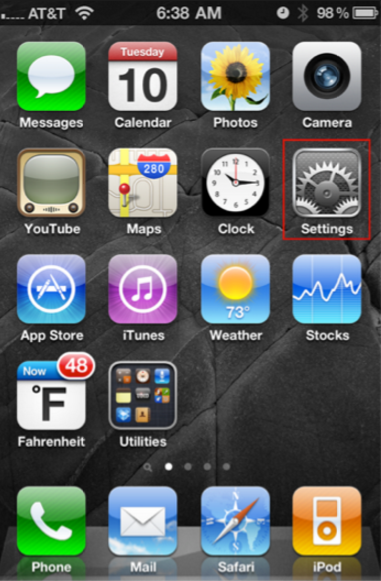 AT&T 6:38 AM 98%
Tuesday
10 280
Messages Calendar Photos Camera
YouTube Maps Clock Settings
73°
App Store iTunes Weather Stocks
Now 48
°F
Fahrenheit Utilities
Phone Mail Safari iPod